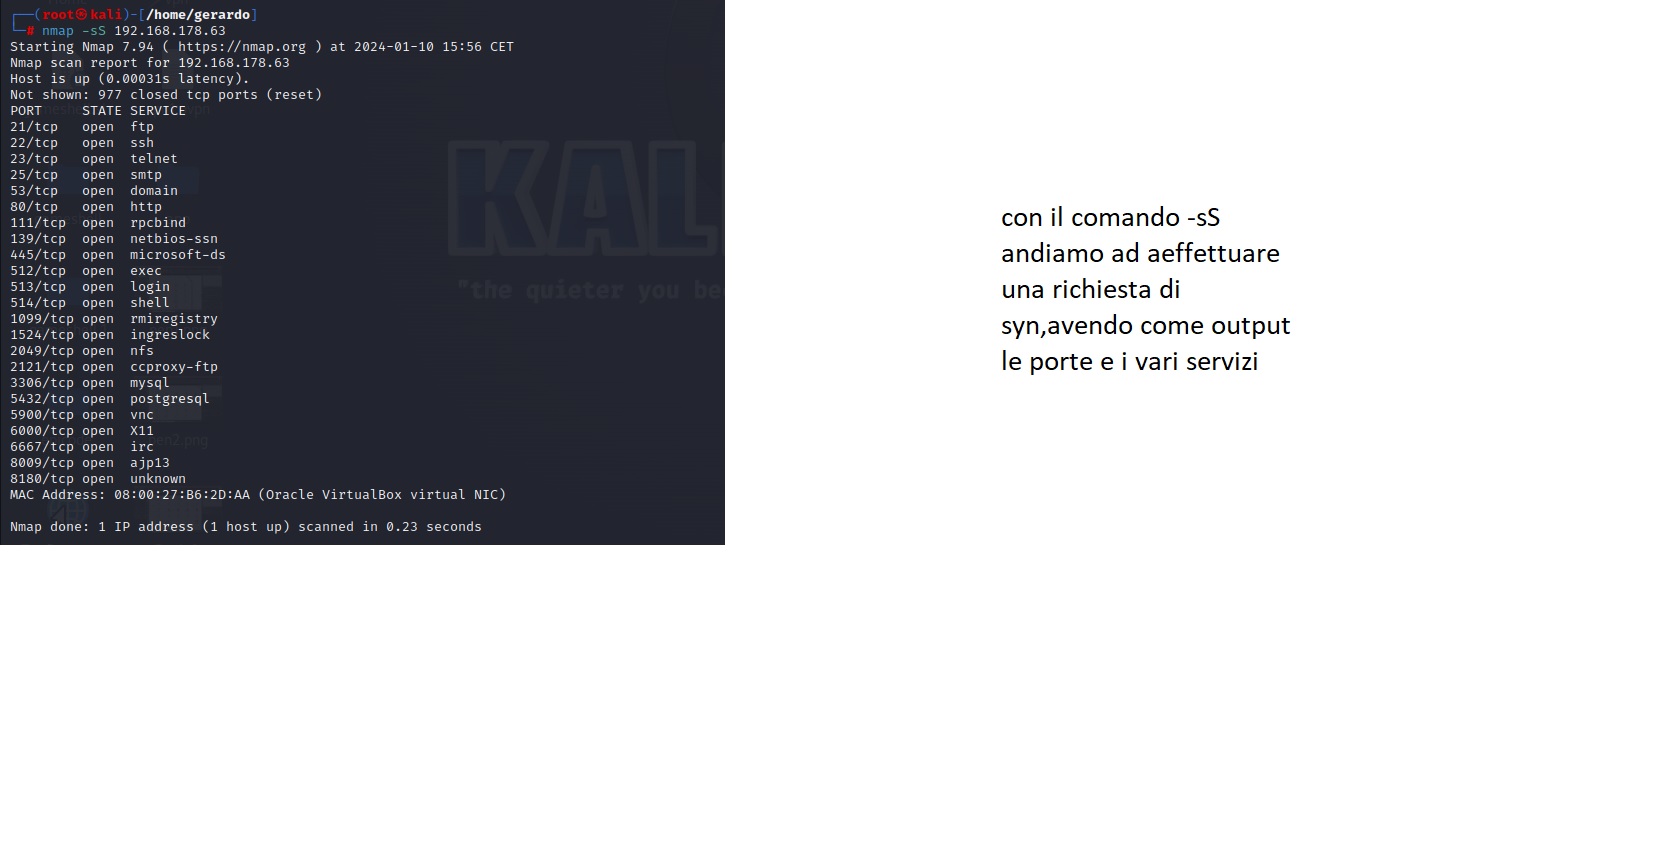 ┌──(root㉿kali)-[/home/gerardo]
└─# nmap -sS 192.168.178.63
Starting Nmap 7.94 ( https://nmap.org ) at 2024-01-10 15:56 CET
Nmap scan report for 192.168.178.63
Host is up (0.00031s latency).
Not shown: 977 closed tcp ports (reset)
PORT     STATE SERVICE
21/tcp   open  ftp
22/tcp   open  ssh
23/tcp   open  telnet
25/tcp   open  smtp
53/tcp   open  domain
80/tcp   open  http
111/tcp  open  rpcbind
139/tcp  open  netbios-ssn
445/tcp  open  microsoft-ds
512/tcp  open  exec
513/tcp  open  login
514/tcp  open  shell
1099/tcp open  rmiregistry
1524/tcp open  ingreslock
2049/tcp open  nfs
2121/tcp open  ccproxy-ftp
3306/tcp open  mysql
5432/tcp open  postgresql
5900/tcp open  vnc
6000/tcp open  X11
6667/tcp open  irc
8009/tcp open  ajp13
8180/tcp open  unknown
MAC Address: 08:00:27:B6:2D:AA (Oracle VirtualBox virtual NIC)
Nmap done: 1 IP address (1 host up) scanned in 0.23 seconds
KAL
"the quieter you be
con il comando -sS
andiamo ad aeffettuare
una richiesta di
syn,avendo come output
le porte e i vari servizi